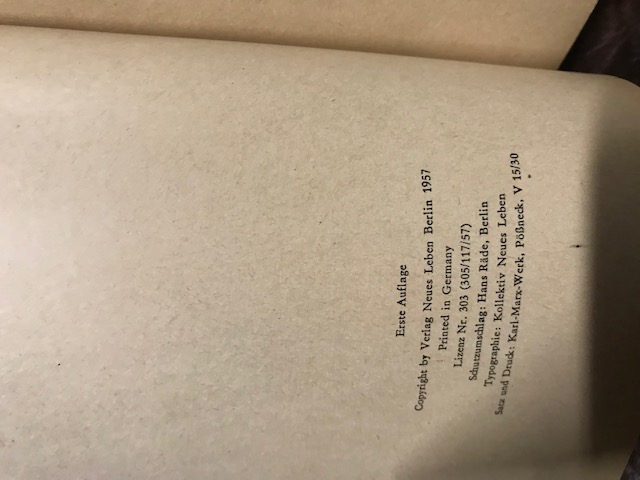 Erste Auflage
Copyright by Verlag Neues Leben Berlin 1957
Printed in Germany
Lizenz Nr. 303 (305/117/57)
Schutzumschlag: Hans Räde, Berlin
Typographie: Kollektiv Neues Leben
Satz und Druck: Karl-Marx-Werk, Pößneck, V 15/30